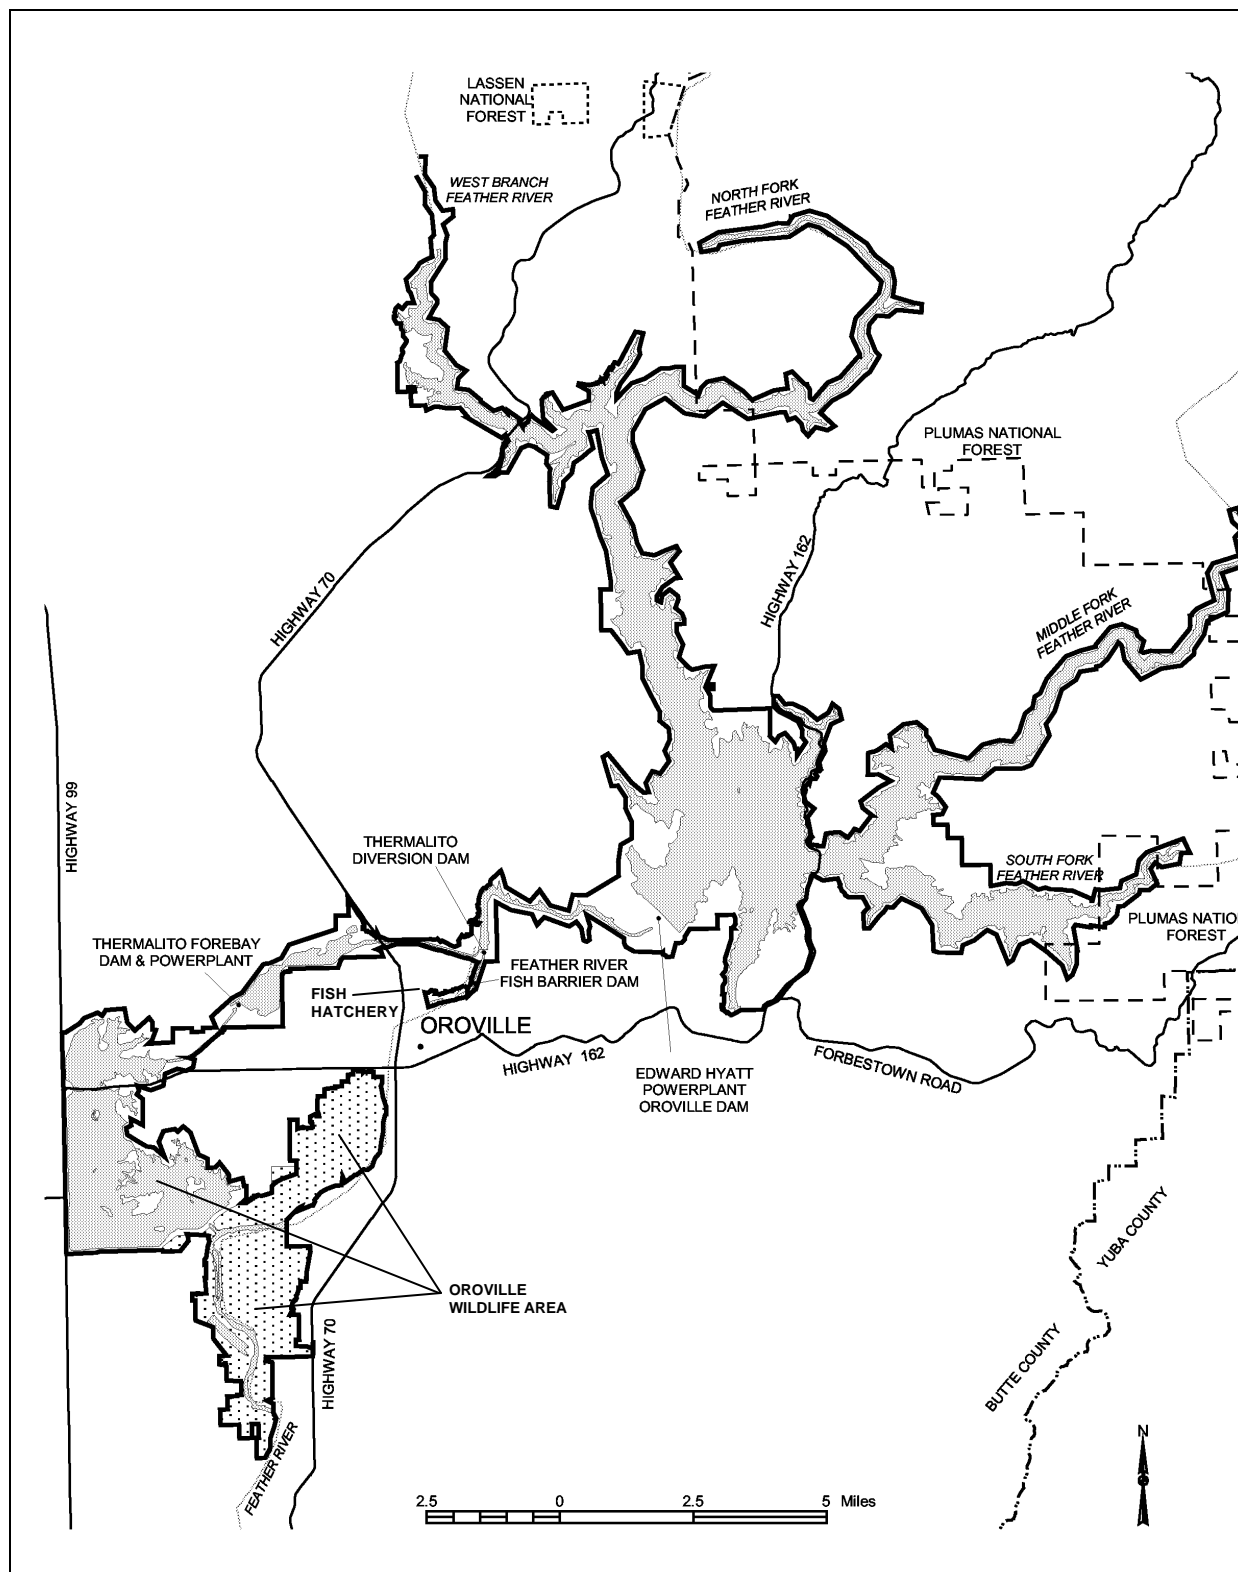 LASSEN
NATIONAL
FOREST
WEST BRANCH
FEATHER RIVER
NORTH FORK
FEATHER RIVER
PLUMAS NATIONAL
FOREST
HIGHWAY 70
HIGHWAY 162
MIDDLE FORK
FEATHER RIVER
HIGHWAY 99
THERMALITO
DIVERSION DAM
SOUTH FORK
FEATHER RIVER
PLUMAS NATIO
FOREST
THERMALITO FOREBAY
DAM & POWERPLANT
FEATHER RIVER
FISH BARRIER DAM
FISH
HATCHERY
OROVILLE
HIGHWAY 162
FORBESTOWN ROAD
EDWARD HYATT
POWERPLANT
OROVILLE DAM
YUBA COUNTY
BUTTE COUNTY
OROVILLE
WILDLIFE AREA
HIGHWAY 70
FEATHER RIVER
N
2.5 0 2.5 5 Miles